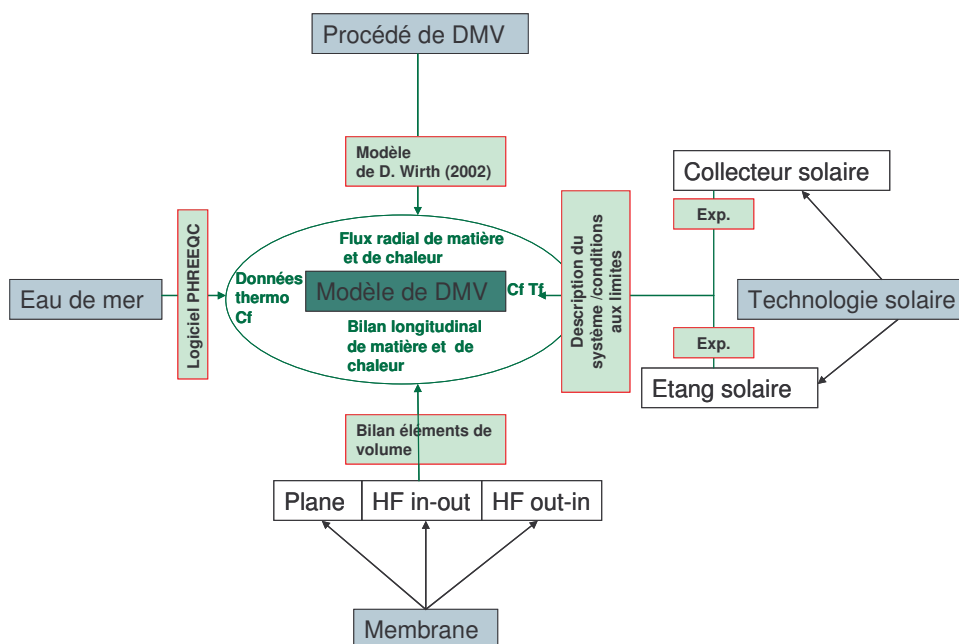 Procédé de DMV
Modèle
de D. Wirth (2002)
Collecteur solaire
Exp.
Logiciel PHREEQC
Description du
système /conditions
aux limites
Flux radial de matière
et de chaleur
Données
thermo
Cf
Modèle de DMV
Cf Tf
Eau de mer
Technologie solaire
Bilan longitudinal
de matière et de
chaleur
Exp.
Etang solaire
Bilan éléments de
volume
Plane
HF in-out
HF out-in
Membrane